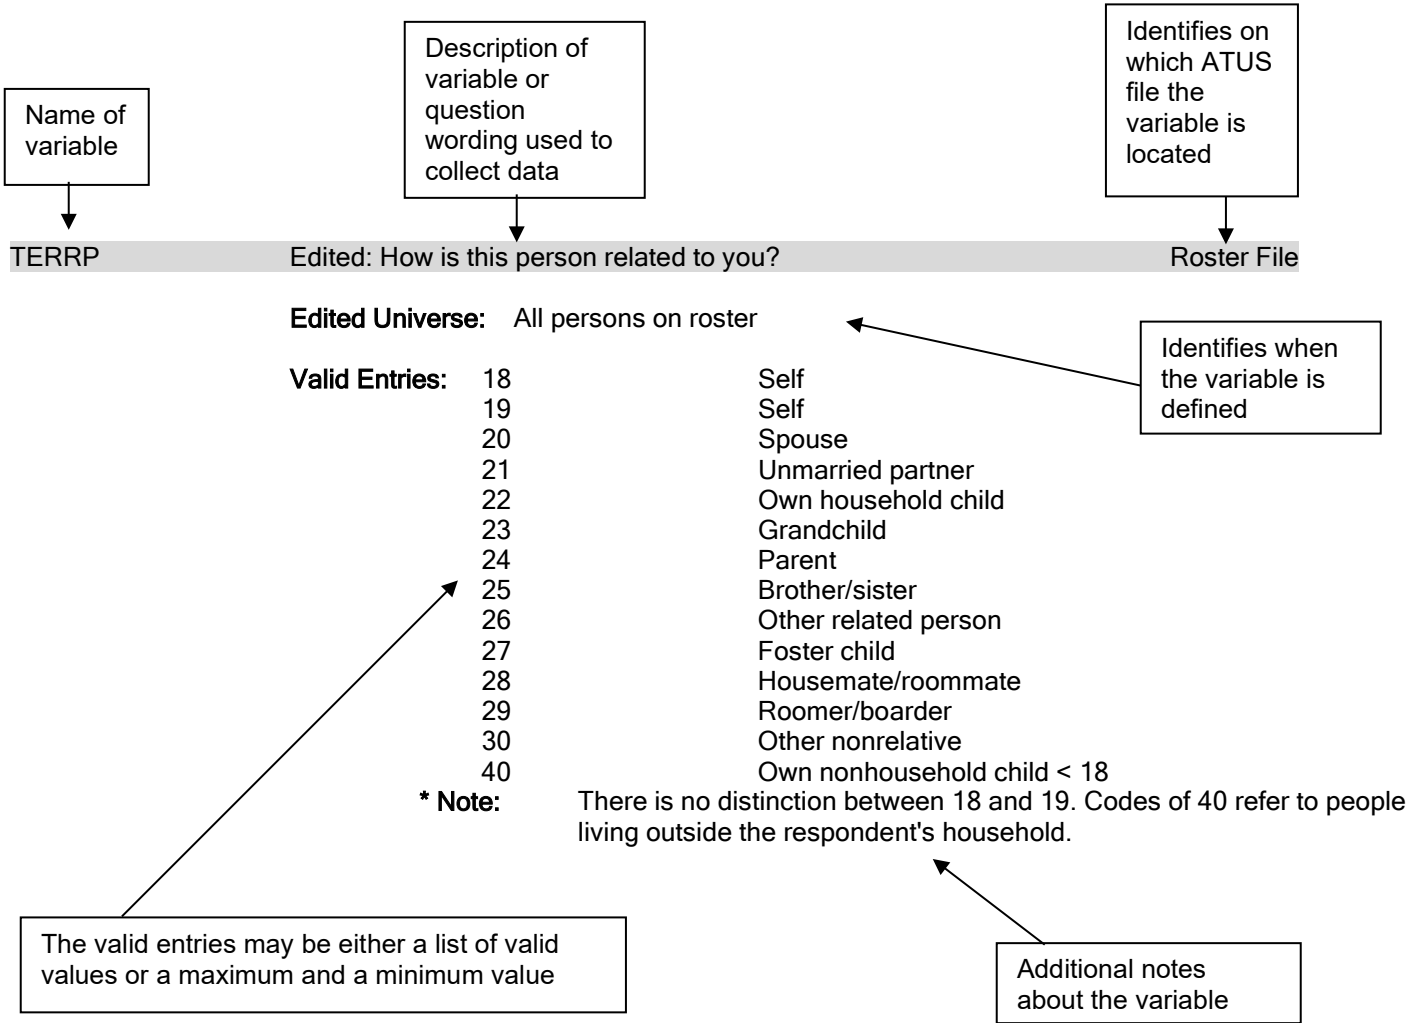 Name of
variable
Description of
variable or
question
wording used to
collect data
Identifies on
which ATUS
file the
variable is
located
TERRP Edited: How is this person related to you? Roster File
Edited Universe: All persons on roster
Identifies when
the variable is
defined
Valid Entries: 18 Self
19 Self
20 Spouse
21 Unmarried partner
22 Own household child
23 Grandchild
24 Parent
25 Brother/sister
26 Other related person
27 Foster child
28 Housemate/roommate
29 Roomer/boarder
30 Other nonrelative
40 Own nonhousehold child < 18
* Note: There is no distinction between 18 and 19. Codes of 40 refer to people
living outside the respondent's household.
The valid entries may be either a list of valid
values or a maximum and a minimum value
Additional notes
about the variable